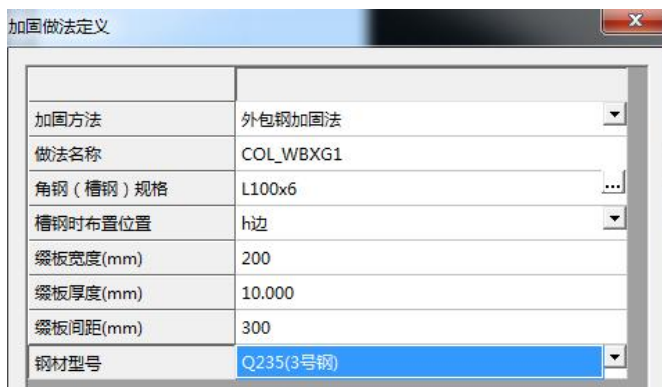 加固做法定义
加固方法 外包钢加固法
做法名称 COL_WBXG1
角钢（槽钢）规格 L100x6 ...
槽钢时布置位置 h边
缀板宽度(mm) 200
缀板厚度(mm) 10.000
缀板间距(mm) 300
钢材型号 Q235(3号钢)